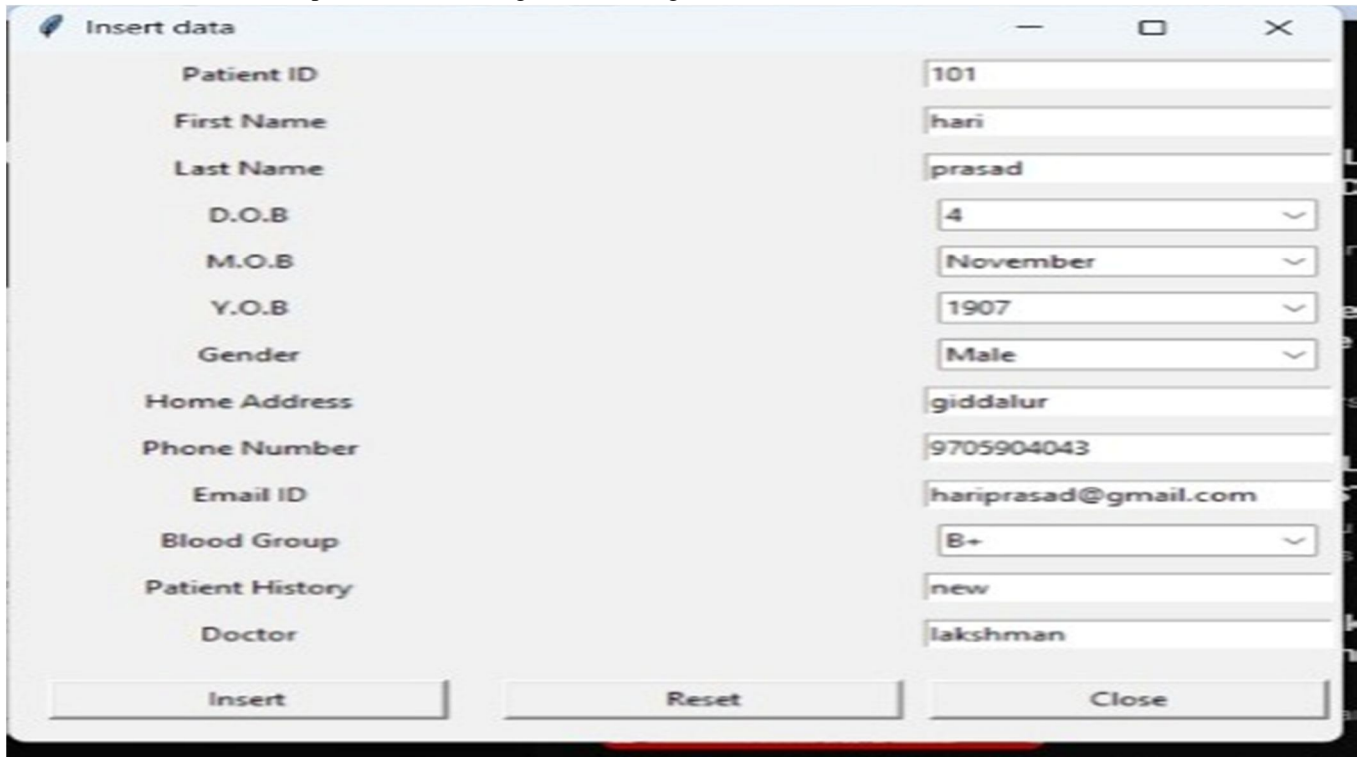 Insert data
Patient ID 101
First Name hari
Last Name prasad
D.O.B 4
M.O.B November
Y.O.B 1907
Gender Male
Home Address giddalur
Phone Number 9705904043
Email ID hariprasad@gmail.com
Blood Group B+
Patient History new
Doctor lakshman
Insert Reset Close